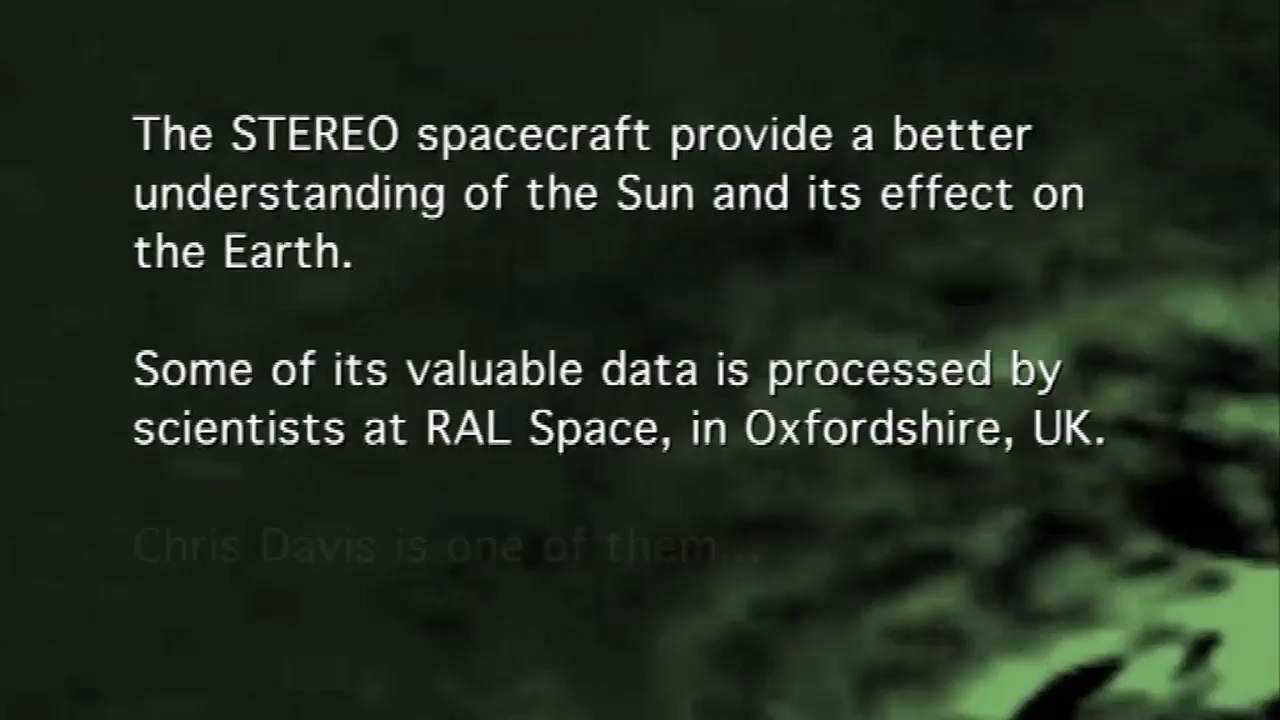 The STEREO spacecraft provide a better
understanding of the Sun and its effect on
the Earth.
Some of its valuable data is processed by
scientists at RAL Space, in Oxfordshire, UK.
Chris Davis is one of them...